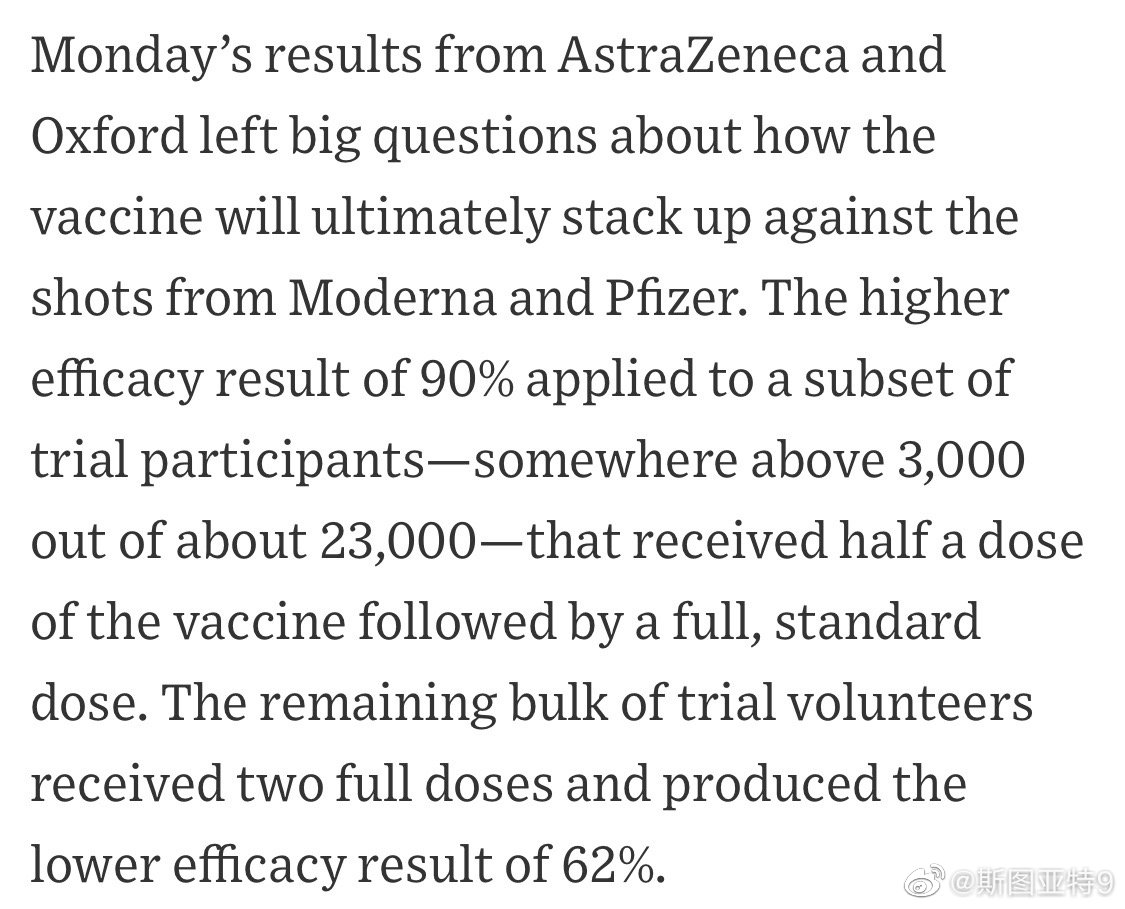 Monday’s results from AstraZeneca and
Oxford left big questions about how the
vaccine will ultimately stack up against the
shots from Moderna and Pfizer. The higher
efficacy result of 90% applied to a subset of
trial participants—somewhere above 3,000
out of about 23,000—that received half a dose
of the vaccine followed by a full, standard
dose. The remaining bulk of trial volunteers
received two full doses and produced the
lower efficacy result of 62%.
@斯图亚特9